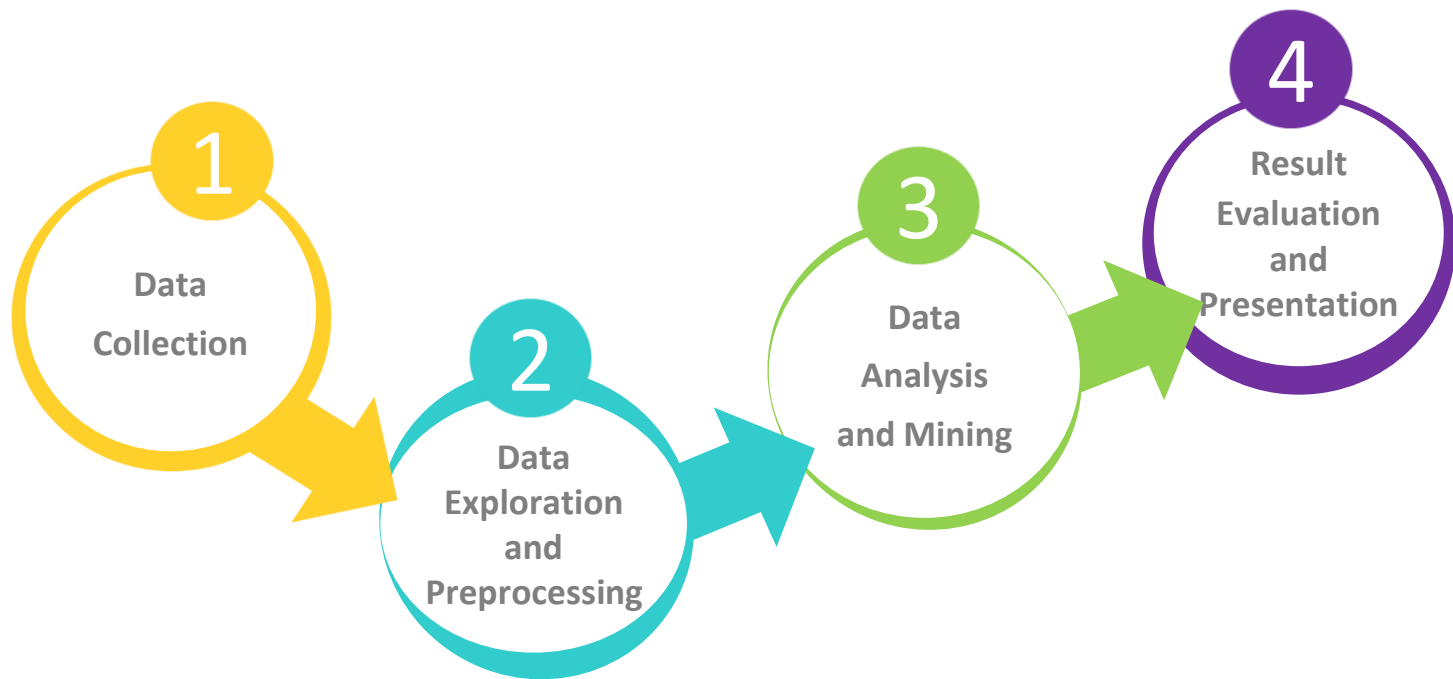 1
Data
Collection
2
Data
Exploration
and
Preprocessing
3
Data
Analysis
and Mining
4
Result
Evaluation
and
Presentation